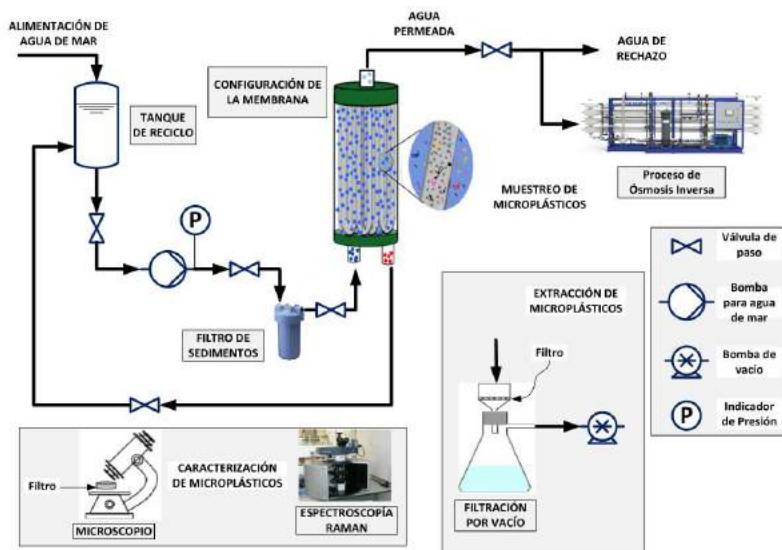 ALIMENTACIÓN DE
AGUA DE MAR
TANQUE
DE RECICLO
CONFIGURACIÓN DE
LA MEMBRANA
AGUA
PERMEADA
AGUA DE
RECHAZO
Proceso de
Ósmosis Inversa
MUESTREO DE
MICROPLÁSTICOS
P
FILTRO DE
SEDIMENTOS
Válvula de
paso
Bomba
para agua
de mar
Bomba de
vacío
P
Indicador
de Presión
EXTRACCIÓN DE
MICROPLÁSTICOS
Filtro
FILTRACIÓN
POR VACÍO
CARACTERIZACIÓN
DE MICROPLÁSTICOS
Filtro
MICROSCOPIO
ESPECTROSCOPÍA
RAMAN